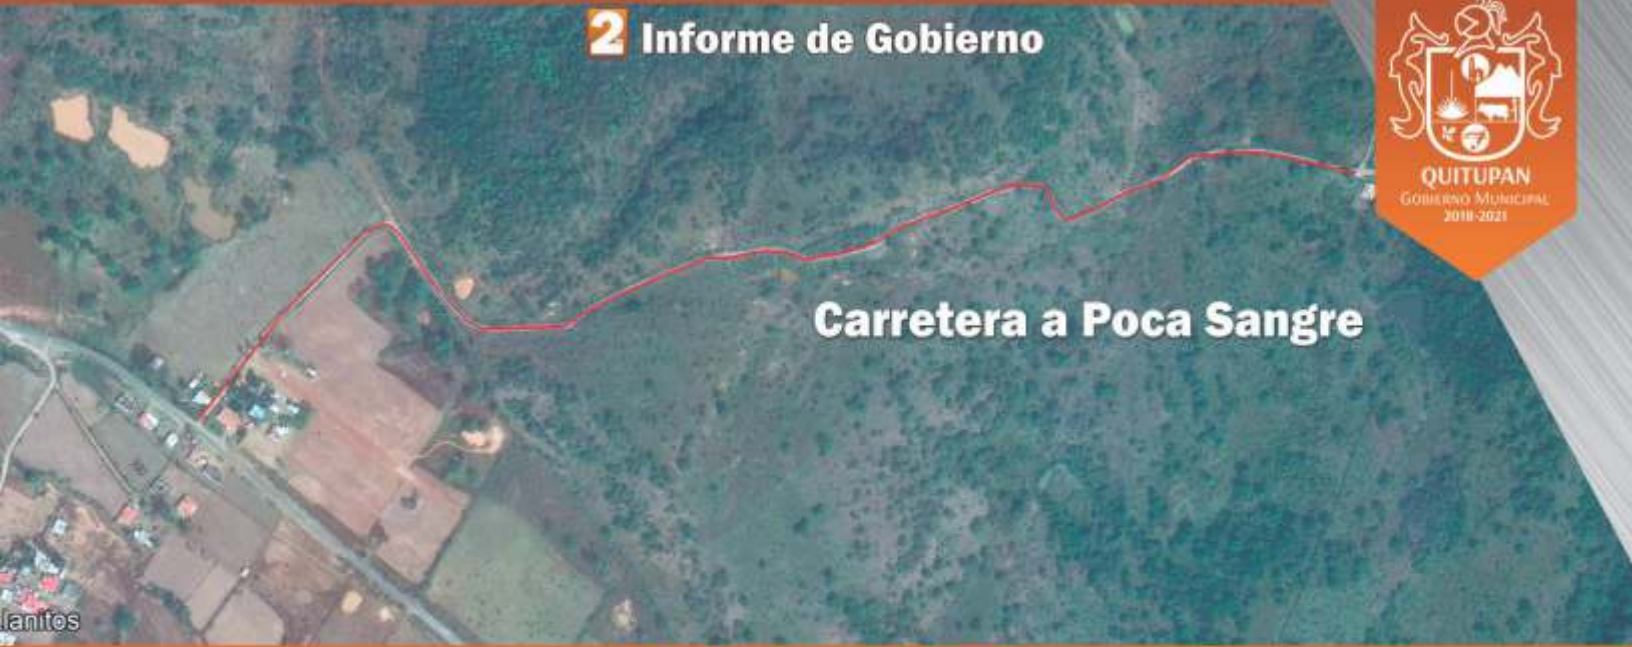 2 Informe de Gobierno
QUITUPAN
GOBIERNO MUNICIPAL
2018-2021
Carretera a Poca Sangre
lanitos